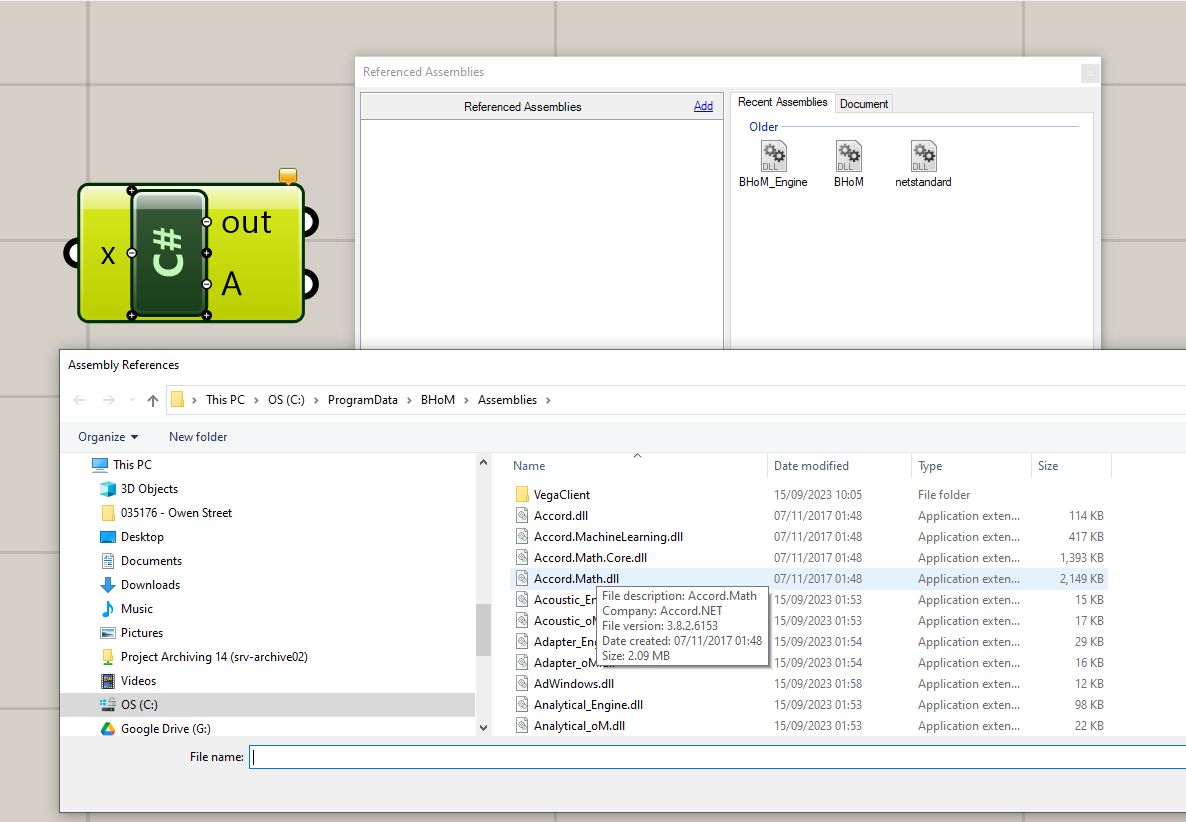 Referenced Assemblies
x
Referenced Assemblies Add
Recent Assemblies Document
Older
DLL DLL DLL
BHoM_Engine BHoM netstandard
x C# out
A
Assembly References
This PC OS (C:) ProgramData BHoM Assemblies
Organize New folder
This PC
3D Objects
035176 - Owen Street
Desktop
Documents
Downloads
Music
Pictures
Project Archiving 14 (srv-archive02)
Videos
OS (C:)
Google Drive (G:)
Name Date modified Type Size
VegaClient 15/09/2023 10:05 File folder
Accord.dll 07/11/2017 01:48 Application exten... 114 KB
Accord.MachineLearning.dll 07/11/2017 01:48 Application exten... 417 KB
Accord.Math.Core.dll 07/11/2017 01:48 Application exten... 1,393 KB
Accord.Math.dll 07/11/2017 01:48 Application exten... 2,149 KB
Acoustic_En 15/09/2023 01:53 Application exten... 15 KB
Acoustic_oM 15/09/2023 01:53 Application exten... 17 KB
Adapter_Eng 15/09/2023 01:54 Application exten... 29 KB
Adapter_oM.dll 15/09/2023 01:54 Application exten... 16 KB
AdWindows.dll 15/09/2023 01:58 Application exten... 12 KB
Analytical_Engine.dll 15/09/2023 01:53 Application exten... 98 KB
Analytical_oM.dll 15/09/2023 01:53 Application exten... 22 KB
File description: Accord.Math
Company: Accord.NET
File version: 3.8.2.6153
Date created: 07/11/2017 01:48
Size: 2.09 MB
File name: